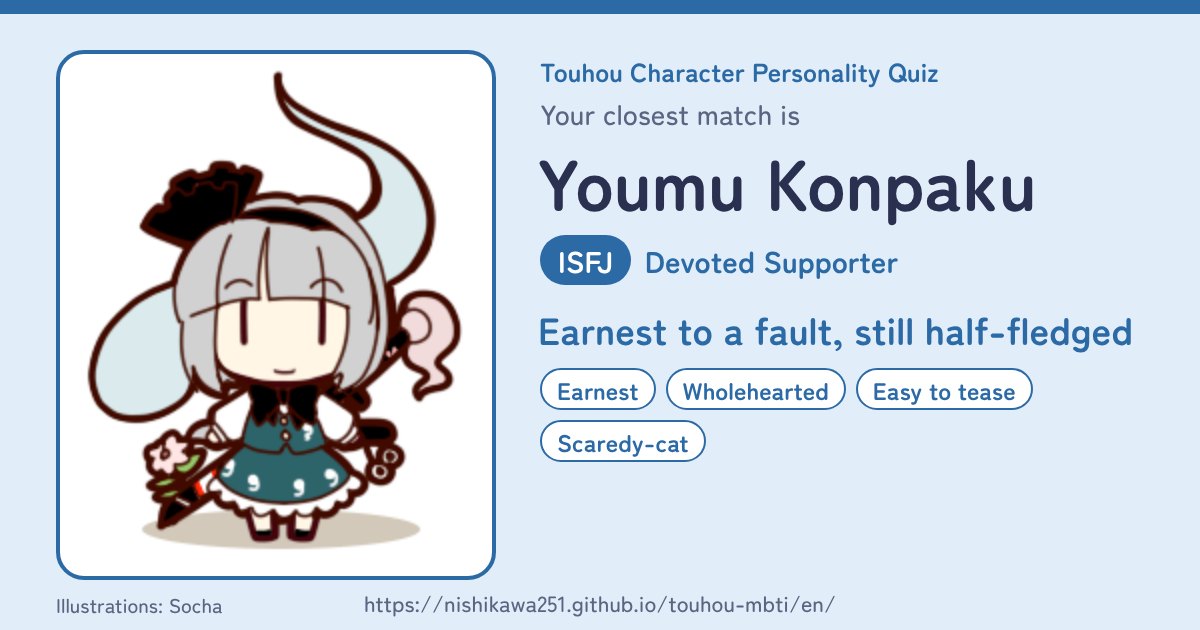 Touhou Character Personality Quiz
Your closest match is
Youmu Konpaku
ISFJ Devoted Supporter
Earnest to a fault, still half-fledged
Earnest Wholehearted Easy to tease
Scaredy-cat
Illustrations: Socha https://nishikawa251.github.io/touhou-mbti/en/